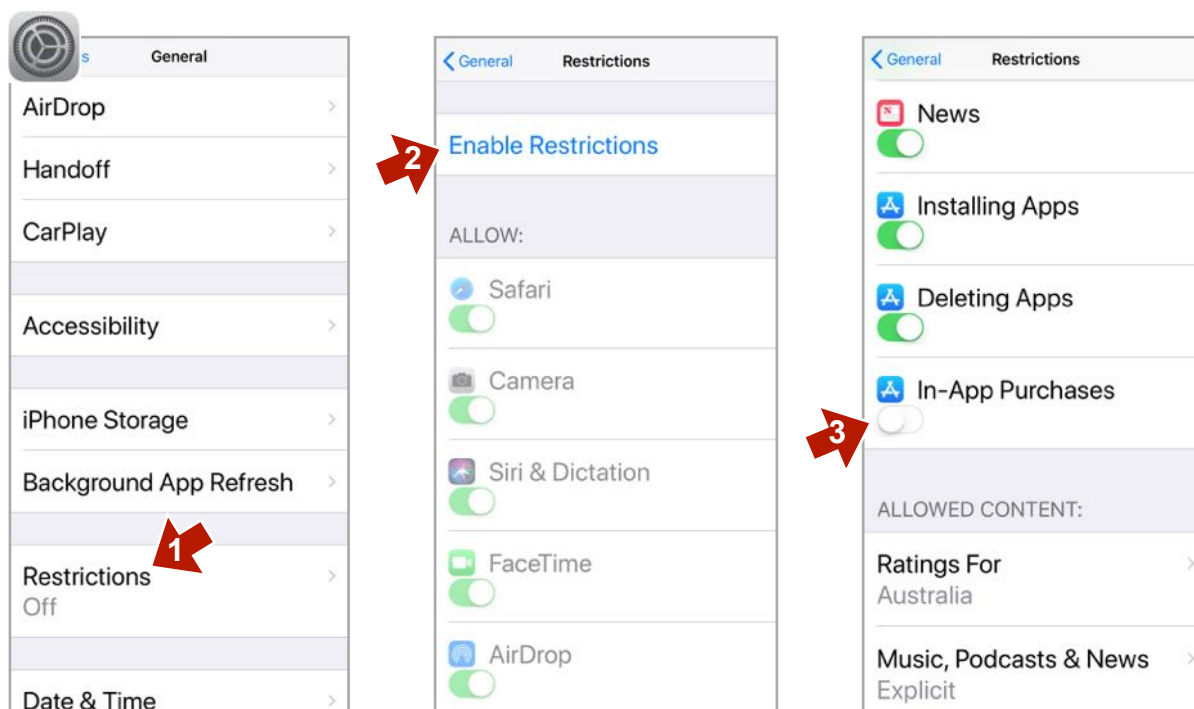 s
General
AirDrop
Handoff
CarPlay
Accessibility
iPhone Storage
Background App Refresh
1
Restrictions
Off
Date & Time
General
Restrictions
2
Enable Restrictions
ALLOW:
Safari
Camera
Siri & Dictation
FaceTime
AirDrop
General
Restrictions
News
Installing Apps
Deleting Apps
In-App Purchases
3
ALLOWED CONTENT:
Ratings For
Australia
Music, Podcasts & News
Explicit